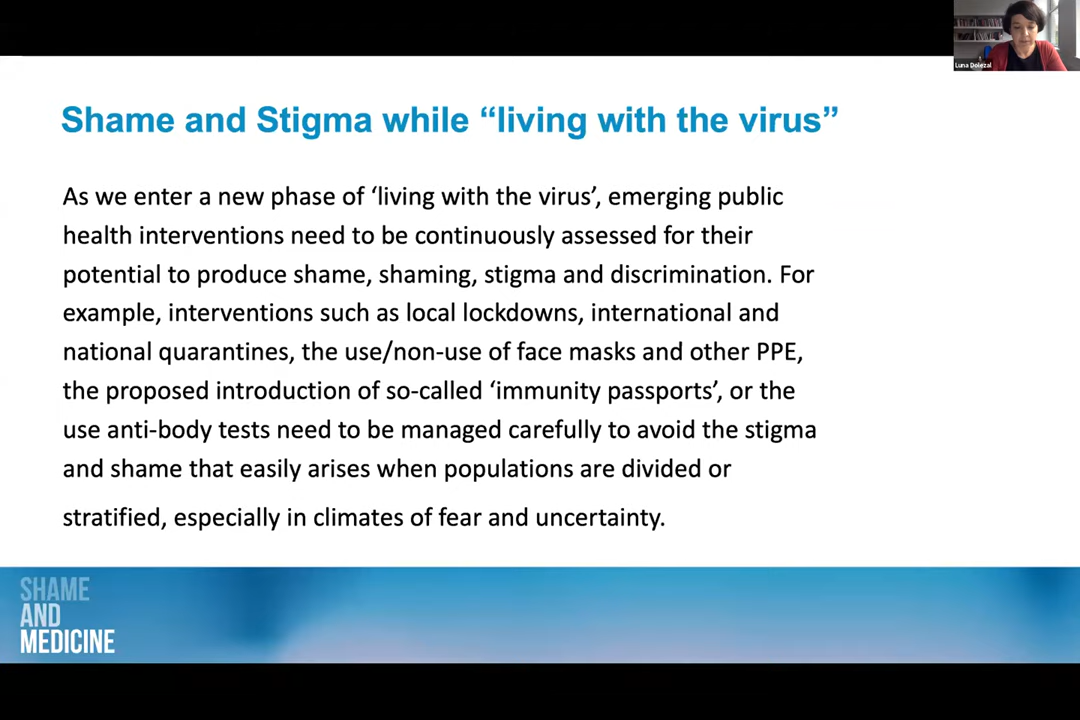 Luna Dolezal
Shame and Stigma while “living with the virus”
As we enter a new phase of ‘living with the virus’, emerging public
health interventions need to be continuously assessed for their
potential to produce shame, shaming, stigma and discrimination. For
example, interventions such as local lockdowns, international and
national quarantines, the use/non-use of face masks and other PPE,
the proposed introduction of so-called ‘immunity passports’, or the
use anti-body tests need to be managed carefully to avoid the stigma
and shame that easily arises when populations are divided or
stratified, especially in climates of fear and uncertainty.
SHAME
AND
MEDICINE